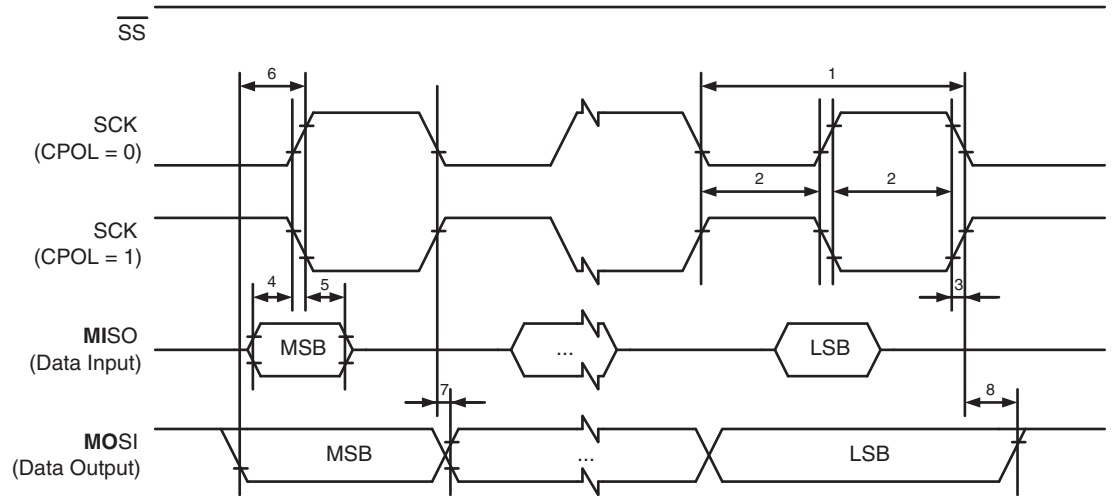 SS
6
1
SCK
(CPOL = 0)
2
2
SCK
(CPOL = 1)
4
5
3
MISO
(Data Input)
MSB
...
LSB
7
8
MOSI
(Data Output)
MSB
...
LSB